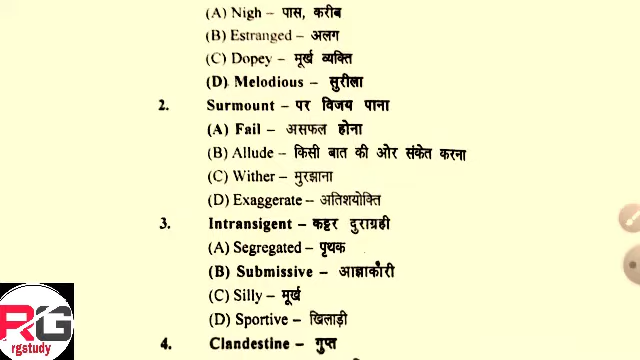 (A) Nigh – पास, करीब
(B) Estranged – अलग
(C) Dopey – मूर्ख व्यक्ति
(D) Melodious – सुरीला
2. Surmount – पर विजय पाना
(A) Fail – असफल होना
(B) Allude – किसी बात की ओर संकेत करना
(C) Wither – मुरझाना
(D) Exaggerate – अतिशयोक्ति
3. Intransigent – कट्टर दुराग्रही
(A) Segregated – पृथक
(B) Submissive – आज्ञाकारी
(C) Silly – मूर्ख
(D) Sportive – खिलाड़ी
4. Clandestine – गुप्त
RG
rgstudy